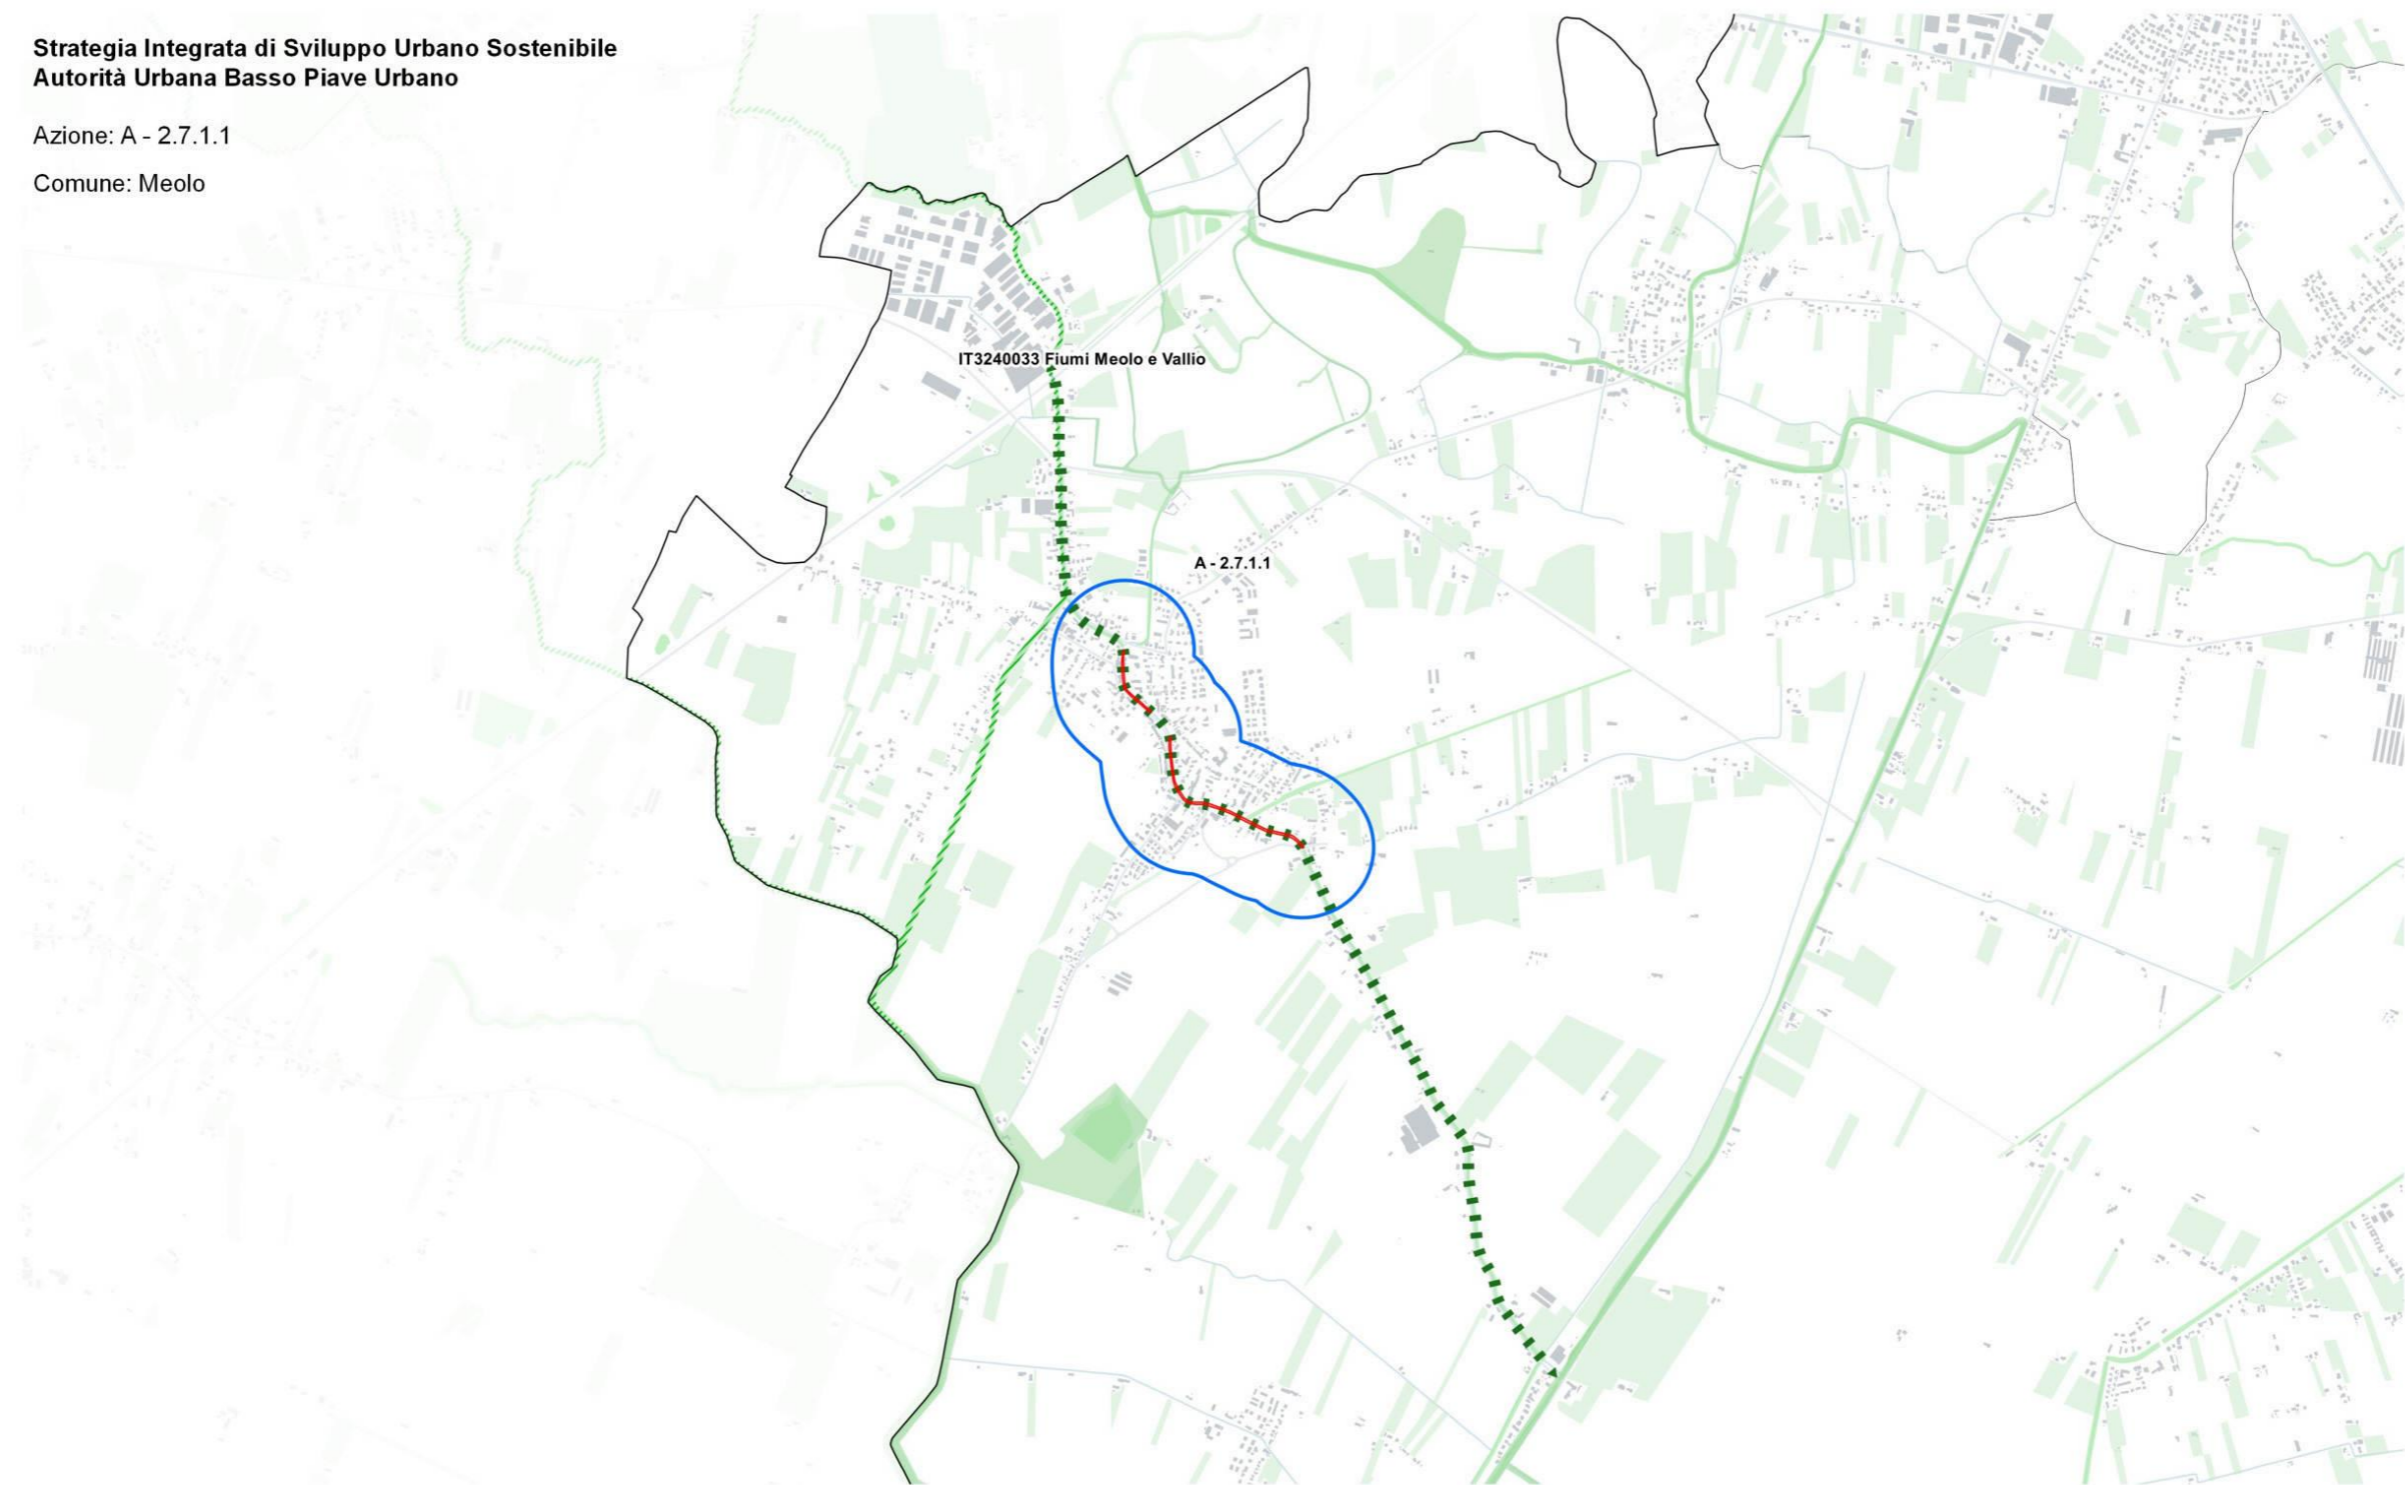 Strategia Integrata di Sviluppo Urbano Sostenibile
Autorità Urbana Basso Piave Urbano
Azione: A - 2.7.1.1
Comune: Meolo
IT3240033 Fiumi Meolo e Vallio
A - 2.7.1.1